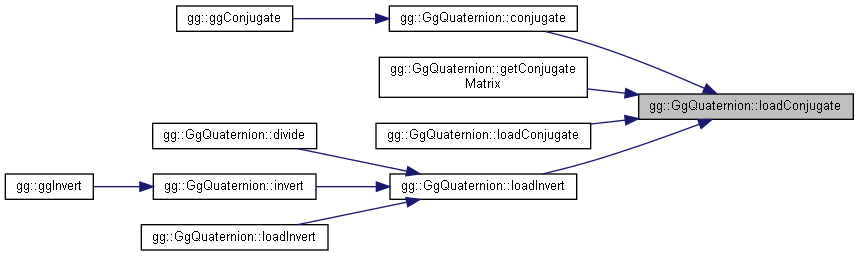 gg::ggConjugate
gg::GgQuaternion::conjugate
gg::GgQuaternion::getConjugate
Matrix
gg::GgQuaternion::loadConjugate
gg::GgQuaternion::loadConjugate
gg::GgQuaternion::divide
gg::ggInvert
gg::GgQuaternion::invert
gg::GgQuaternion::loadInvert
gg::GgQuaternion::loadInvert